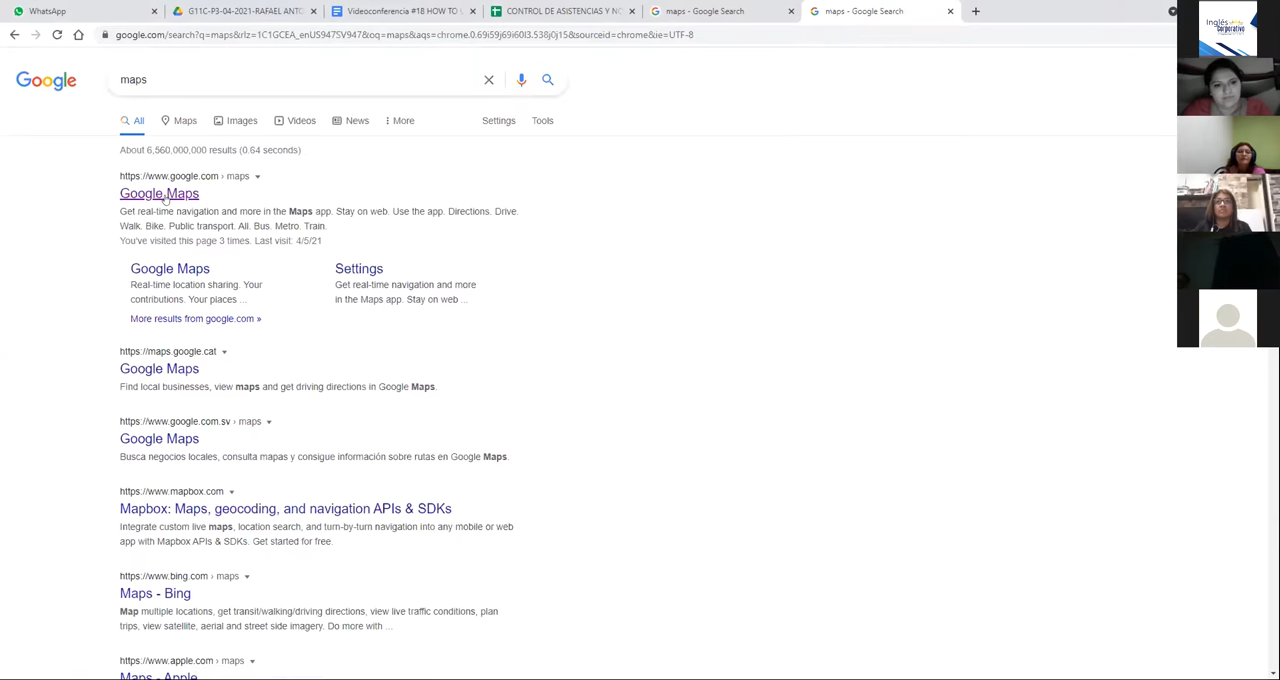 WhatsApp
G11C-P3-04-2021-RAFAEL ANTO
Videoconferencia #18 HOW TO U
CONTROL DE ASISTENCIAS Y NO
maps - Google Search
maps - Google Search
google.com/search?q=maps&rlz=1C1GCEA_enUS947SV947&oq=maps&aqs=chrome.0.69i59j69i60l3.538j0j15&sourceid=chrome&ie=UTF-8
Inglés
Corporativo
Google
maps
All
Maps
Images
Videos
News
More
Settings
Tools
About 6,560,000,000 results (0.64 seconds)
https://www.google.com › maps
Google Maps
Get real-time navigation and more in the Maps app. Stay on web. Use the app. Directions. Drive.
Walk. Bike. Public transport. All. Bus. Metro. Train.
You've visited this page 3 times. Last visit: 4/5/21
Google Maps
Real-time location sharing. Your
contributions. Your places ...
Settings
Get real-time navigation and more
in the Maps app. Stay on web ...
More results from google.com »
https://maps.google.cat
Google Maps
Find local businesses, view maps and get driving directions in Google Maps.
https://www.google.com.sv › maps
Google Maps
Busca negocios locales, consulta mapas y consigue información sobre rutas en Google Maps.
https://www.mapbox.com
Mapbox: Maps, geocoding, and navigation APIs & SDKs
Integrate custom live maps, location search, and turn-by-turn navigation into any mobile or web
app with Mapbox APIs & SDKs. Get started for free.
https://www.bing.com › maps
Maps - Bing
Map multiple locations, get transit/walking/driving directions, view live traffic conditions, plan
trips, view satellite, aerial and street side imagery. Do more with ...
https://www.apple.com › maps
Maps - Apple